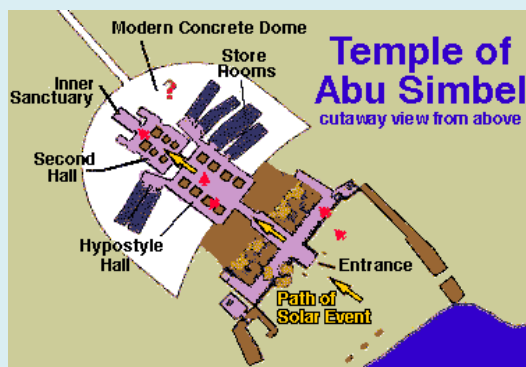 Modern Concrete Dome
Store
Rooms
Temple of
Abu Simbel
cutaway view from above
Inner
Sanctuary
?
Second
Hall
Hypostyle
Hall
Entrance
Path of
Solar Event